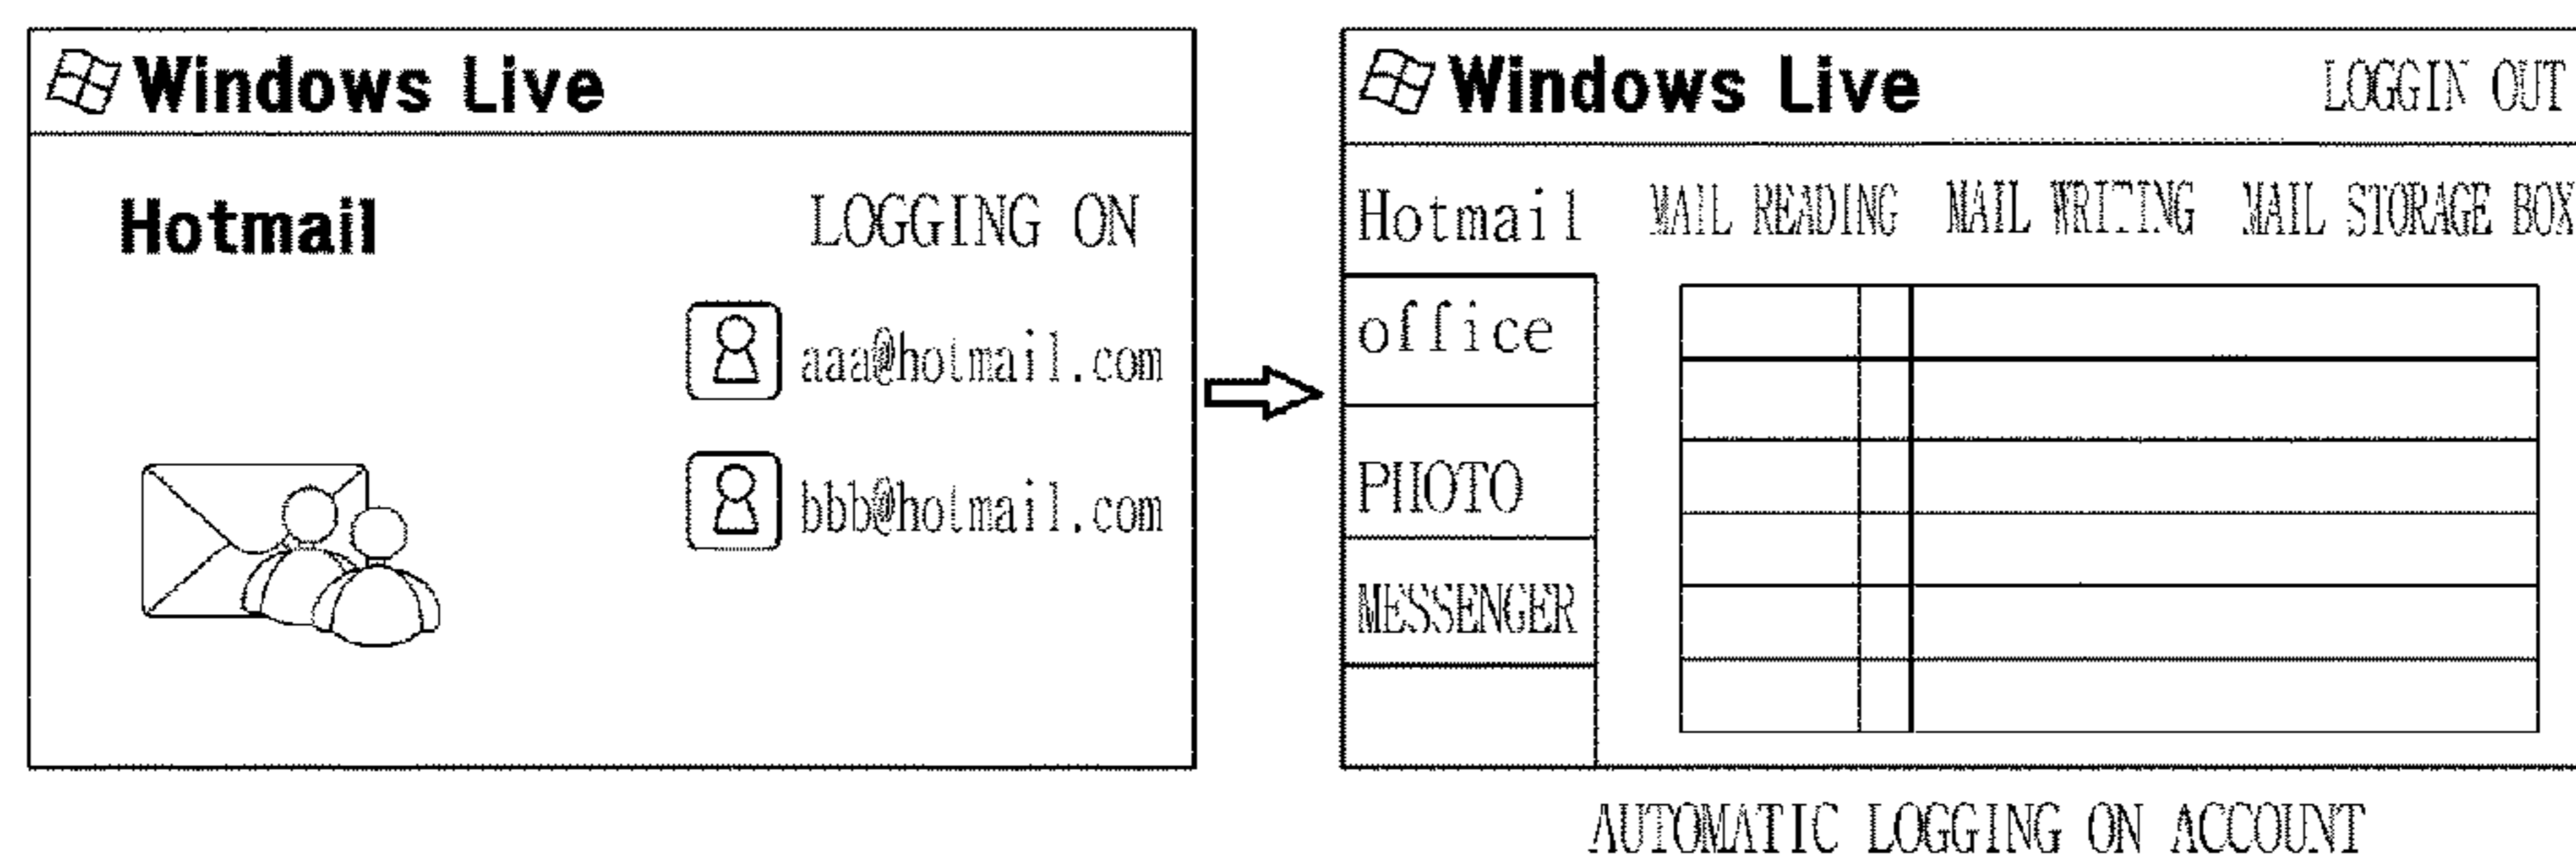 Windows Live
Hotmail
LOGGING ON
aaa@hotmail.com
bbb@hotmail.com
Windows Live
LOGGIN OUT
Hotmail
MAIL READING
MAIL WRITING
MAIL STORAGE BOX
office
PHOTO
MESSENGER
AUTOMATIC LOGGING ON ACCOUNT